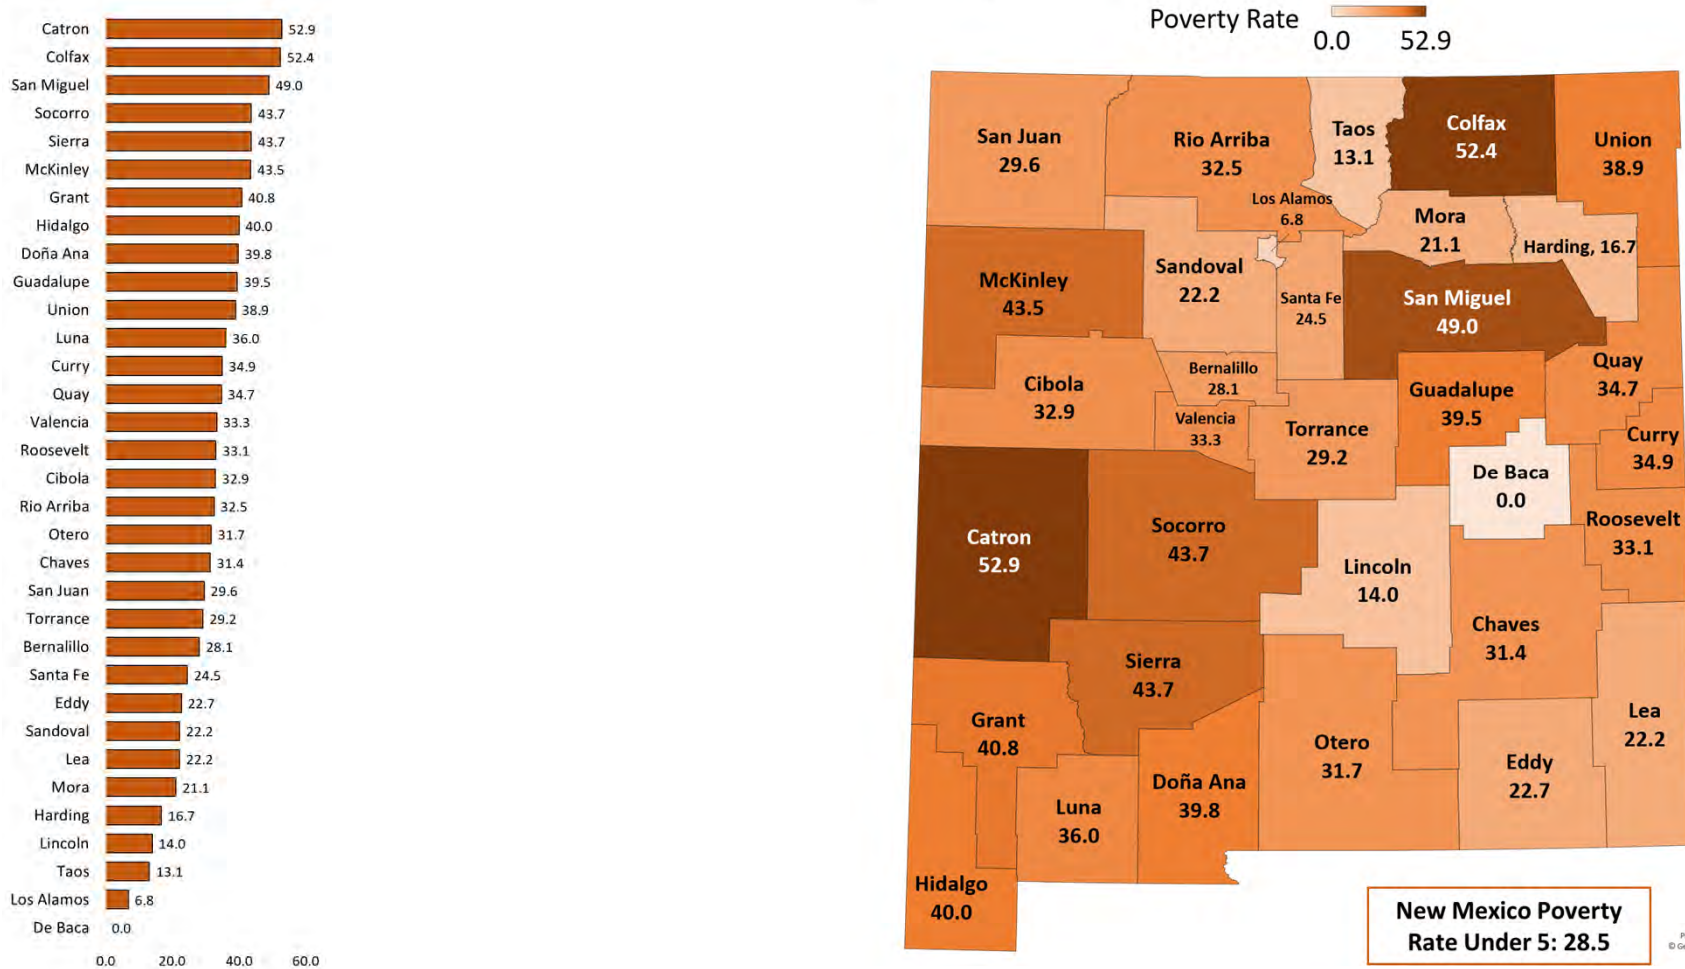 Catron 52.9
Colfax 52.4
San Miguel 49.0
Socorro 43.7
Sierra 43.7
McKinley 43.5
Grant 40.8
Hidalgo 40.0
Doña Ana 39.8
Guadalupe 39.5
Union 38.9
Luna 36.0
Curry 34.9
Quay 34.7
Valencia 33.3
Roosevelt 33.1
Cibola 32.9
Rio Arriba 32.5
Otero 31.7
Chaves 31.4
San Juan 29.6
Torrance 29.2
Bernalillo 28.1
Santa Fe 24.5
Eddy 22.7
Sandoval 22.2
Lea 22.2
Mora 21.1
Harding 16.7
Lincoln 14.0
Taos 13.1
Los Alamos 6.8
De Baca 0.0
0.0 20.0 40.0 60.0
Poverty Rate
0.0 52.9
San Juan
29.6
Rio Arriba
32.5
Taos
13.1
Colfax
52.4
Union
38.9
Los Alamos
6.8
Mora
21.1
Harding, 16.7
McKinley
43.5
Sandoval
22.2
Santa Fe
24.5
San Miguel
49.0
Cibola
32.9
Bernalillo
28.1
Valencia
33.3
Torrance
29.2
Guadalupe
39.5
Quay
34.7
Curry
34.9
De Baca
0.0
Roosevelt
33.1
Catron
52.9
Socorro
43.7
Lincoln
14.0
Chaves
31.4
Sierra
43.7
Grant
40.8
Luna
36.0
Doña Ana
39.8
Otero
31.7
Eddy
22.7
Lea
22.2
Hidalgo
40.0
New Mexico Poverty
Rate Under 5: 28.5